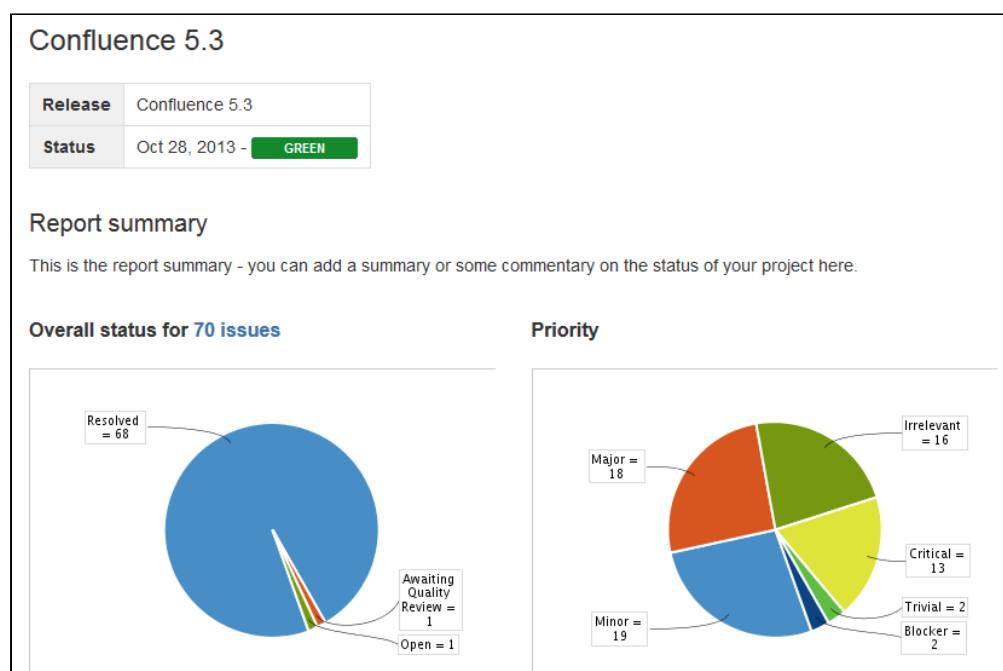 Confluence 5.3
Release Confluence 5.3
Status Oct 28, 2013 - GREEN
Report summary
This is the report summary - you can add a summary or some commentary on the status of your project here.
Overall status for 70 issues
Resolved
= 68
Awaiting
Quality
Review =
1
Open = 1
Priority
Irrelevant
= 16
Major =
18
Critical =
13
Trivial = 2
Minor =
19
Blocker =
2